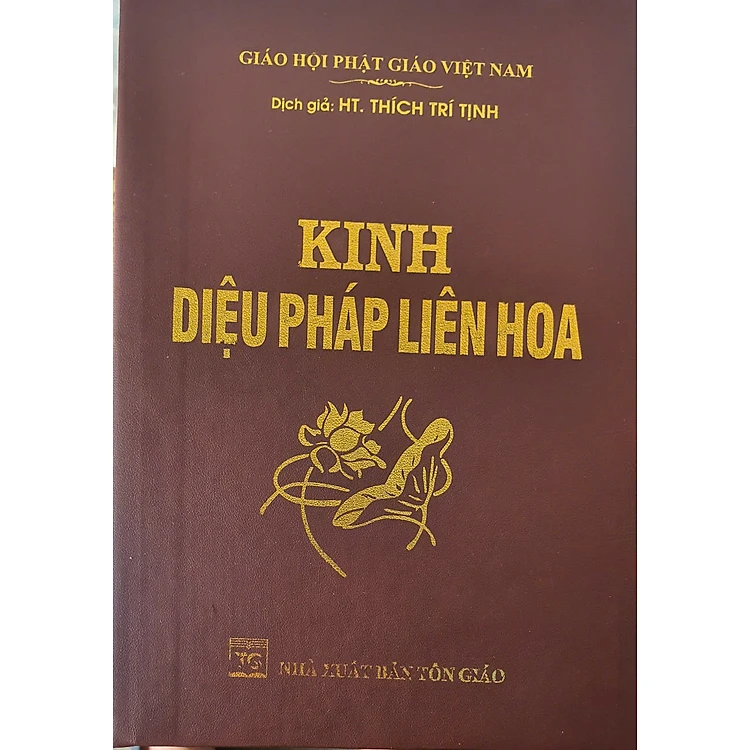 GIÁO HỘI PHẬT GIÁO VIỆT NAM
Dịch giả: HT. THÍCH TRÍ TỊNH
KINH
DIỆU PHÁP LIÊN HOA
TG NHÀ XUẤT BẢN TÔN GIÁO